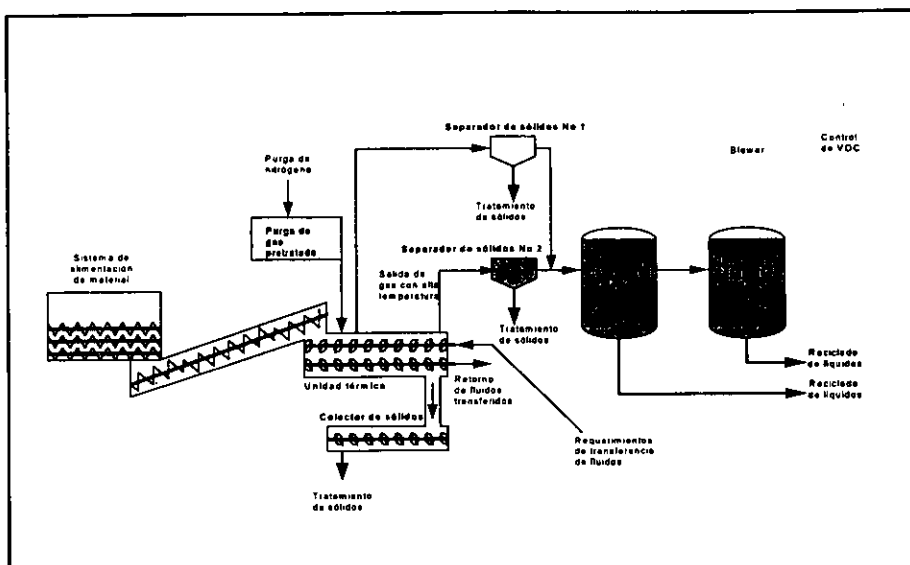 Separador de sólidos No 1
Control
de VOC
Blower
Purga de
nitrógeno
Tratamiento
de sólidos
Purga de
gas
pretratado
Separador de sólidos No 2
Sistema de
alimentación
de material
Salida de
gas con alta
temperatura
Tratamiento
de sólidos
Unidad térmica
Retorno
de fluidos
transferidos
Reciclado
de líquidos
Reciclado
de líquidos
Colector de sólidos
Requerimientos
de transferencia
de fluidos
Tratamiento
de sólidos